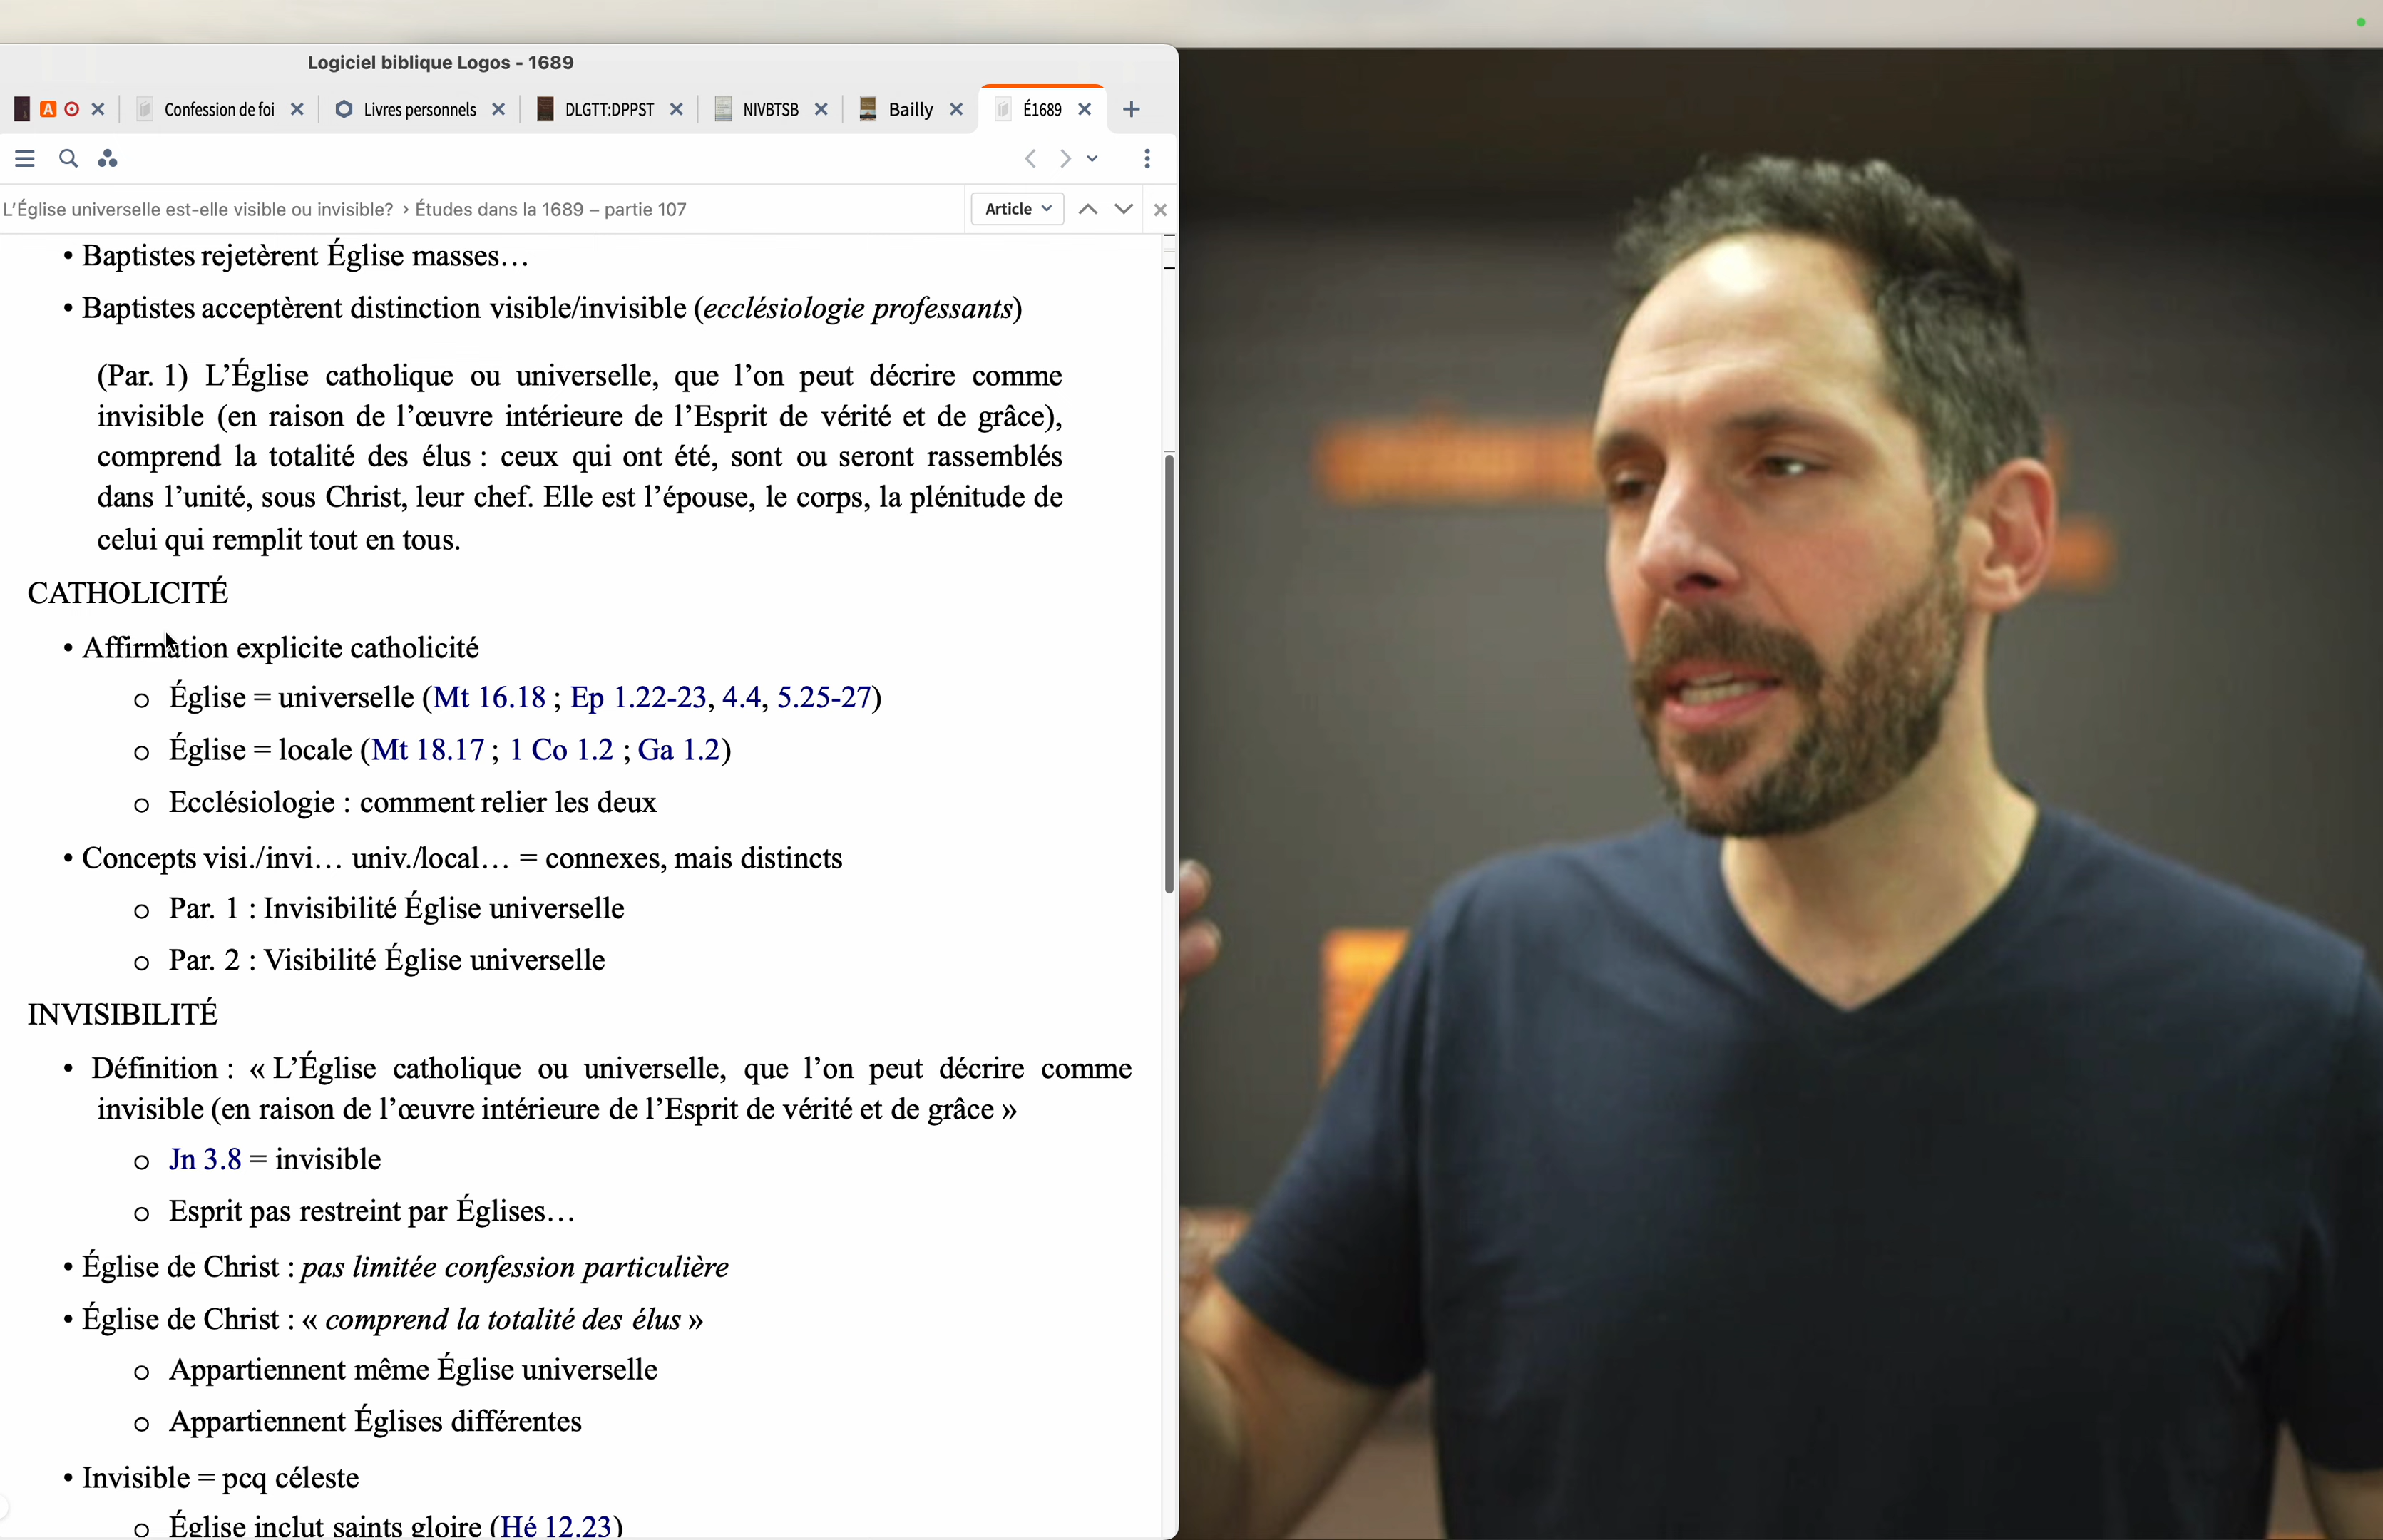 Logiciel biblique Logos - 1689
A Confession de foi Livres personnels DLGTT:DPPST NIVBTSB Bailly É1689
L'Église universelle est-elle visible ou invisible? › Études dans la 1689 – partie 107 Article
• Baptistes rejetèrent Église masses…
• Baptistes acceptèrent distinction visible/invisible (ecclésiologie professants)
(Par. 1) L'Église catholique ou universelle, que l'on peut décrire comme
invisible (en raison de l'œuvre intérieure de l'Esprit de vérité et de grâce),
comprend la totalité des élus : ceux qui ont été, sont ou seront rassemblés
dans l'unité, sous Christ, leur chef. Elle est l'épouse, le corps, la plénitude de
celui qui remplit tout en tous.
CATHOLICITÉ
• Affirmation explicite catholicité
o Église = universelle (Mt 16.18 ; Ep 1.22-23, 4.4, 5.25-27)
o Église = locale (Mt 18.17 ; 1 Co 1.2 ; Ga 1.2)
o Ecclésiologie : comment relier les deux
• Concepts visi./invi… univ./local… = connexes, mais distincts
o Par. 1 : Invisibilité Église universelle
o Par. 2 : Visibilité Église universelle
INVISIBILITÉ
• Définition : « L'Église catholique ou universelle, que l'on peut décrire comme
invisible (en raison de l'œuvre intérieure de l'Esprit de vérité et de grâce »
o Jn 3.8 = invisible
o Esprit pas restreint par Églises…
• Église de Christ : pas limitée confession particulière
• Église de Christ : « comprend la totalité des élus »
o Appartiennent même Église universelle
o Appartiennent Églises différentes
• Invisible = pcq céleste
o Église inclut saints gloire (Hé 12.23)